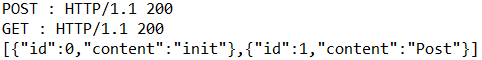 POST : HTTP/1.1 200
GET : HTTP/1.1 200
[{"id":0,"content":"init"},{"id":1,"content":"Post"}]